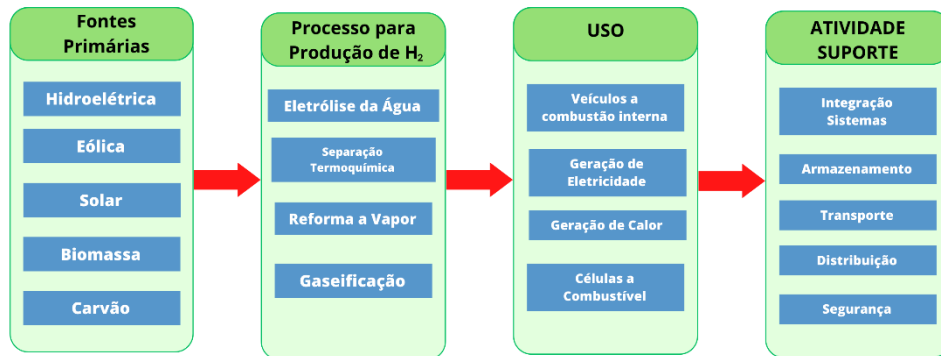 Fontes
Primárias
Hidroelétrica
Eólica
Solar
Biomassa
Carvão
Processo para
Produção de H₂
Eletrólise da Água
Separação
Termoquímica
Reforma a Vapor
Gaseificação
USO
Veículos a
combustão interna
Geração de
Eletricidade
Geração de Calor
Células a
Combustível
ATIVIDADE
SUPORTE
Integração
Sistemas
Armazenamento
Transporte
Distribuição
Segurança